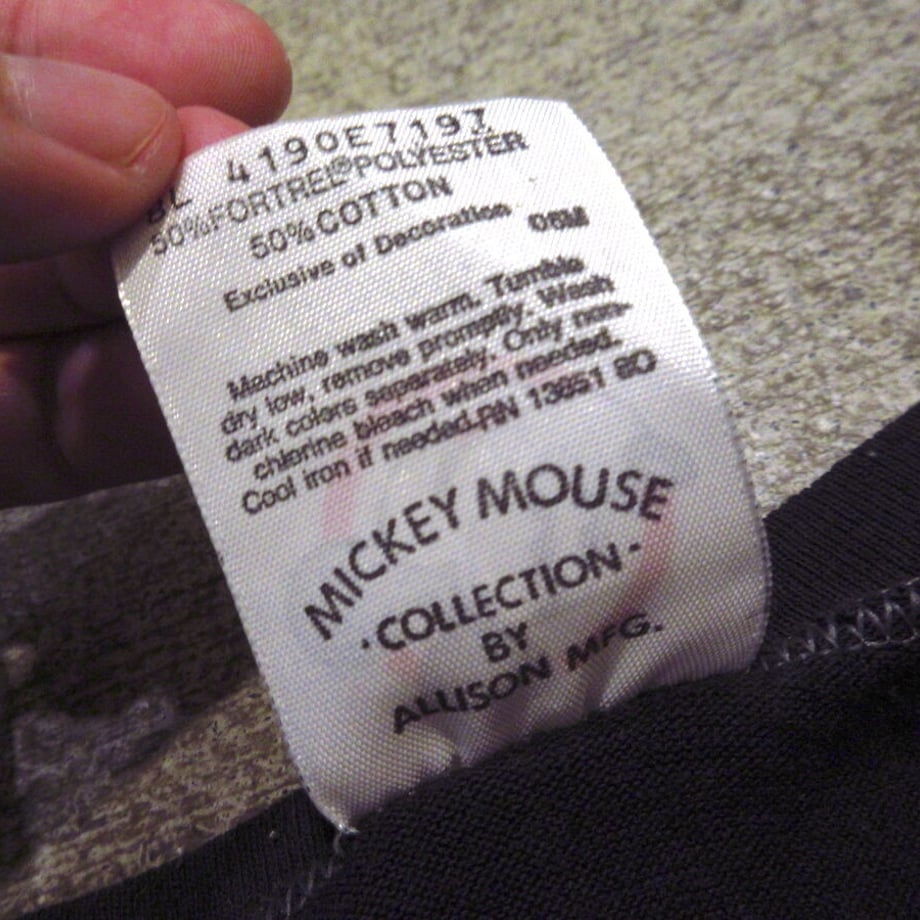 BL 4190E7197
50% FORTREL® POLYESTER
50% COTTON
Exclusive of Decoration 06M
Machine wash warm. Tumble
dry low, remove promptly. Wash
dark colors separately. Only non-
chlorine bleach when needed.
Cool iron if needed. RN 13851 BO
MICKEY MOUSE
·COLLECTION·
BY
ALLISON MFG.